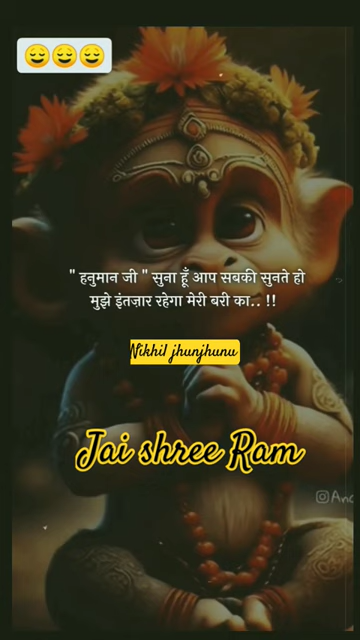 " हनुमान जी " सुना हूँ आप सबकी सुनते हो
मुझे इंतज़ार रहेगा मेरी बरी का.. !!
Nikhil jhunjhunu
Jai shree Ram